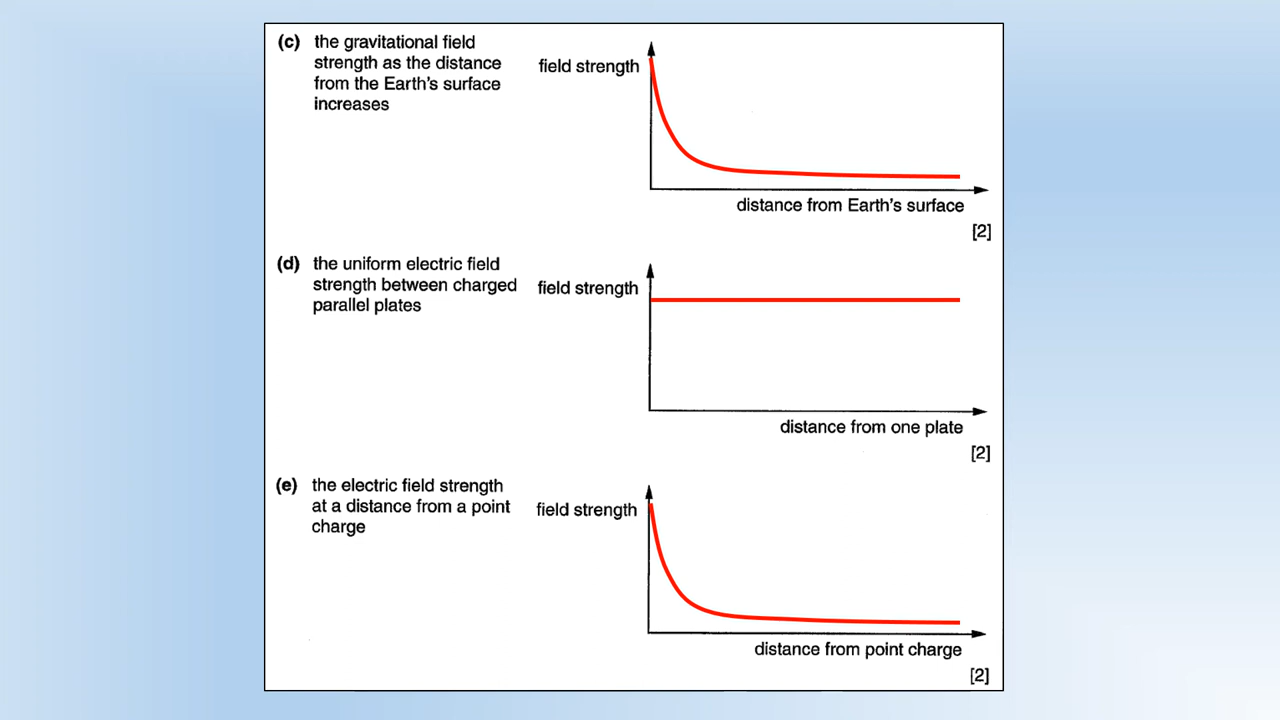 (c) the gravitational field
strength as the distance
from the Earth's surface
increases
field strength
distance from Earth's surface
[2]
(d) the uniform electric field
strength between charged
parallel plates
field strength
distance from one plate
[2]
(e) the electric field strength
at a distance from a point
charge
field strength
distance from point charge
[2]